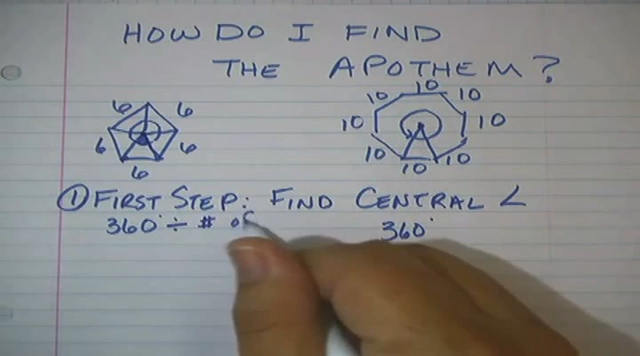 HOW DO I FIND
THE APOTHEM?
6 6
6 6
6
10 10 10
10 10
10 10 10
① FIRST STEP: FIND CENTRAL <
360° ÷ # of 360°